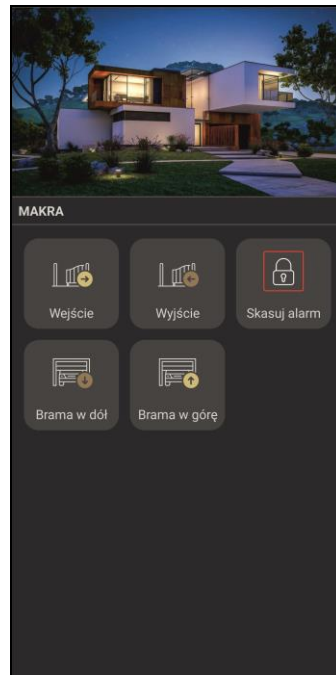 MAKRA
Wejście
Wyjście
Skasuj alarm
Brama w dół
Brama w górę